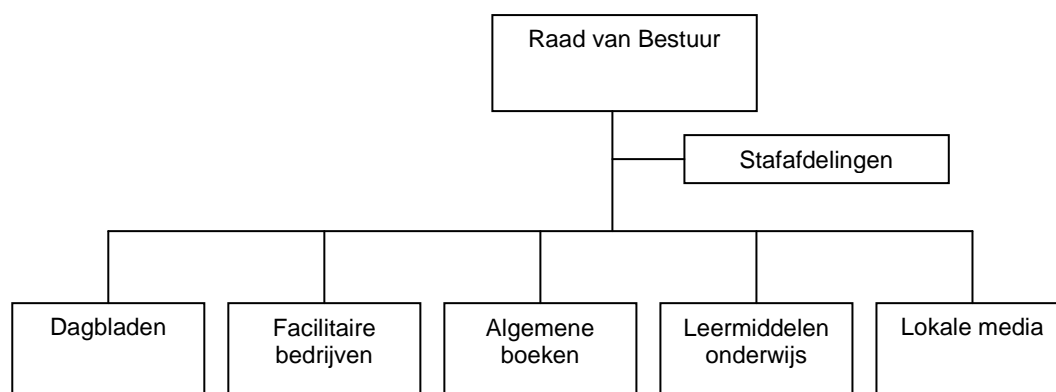 Raad van Bestuur
Stafafdelingen
Dagbladen
Facilitaire
bedrijven
Algemene
boeken
Leermiddelen
onderwijs
Lokale media